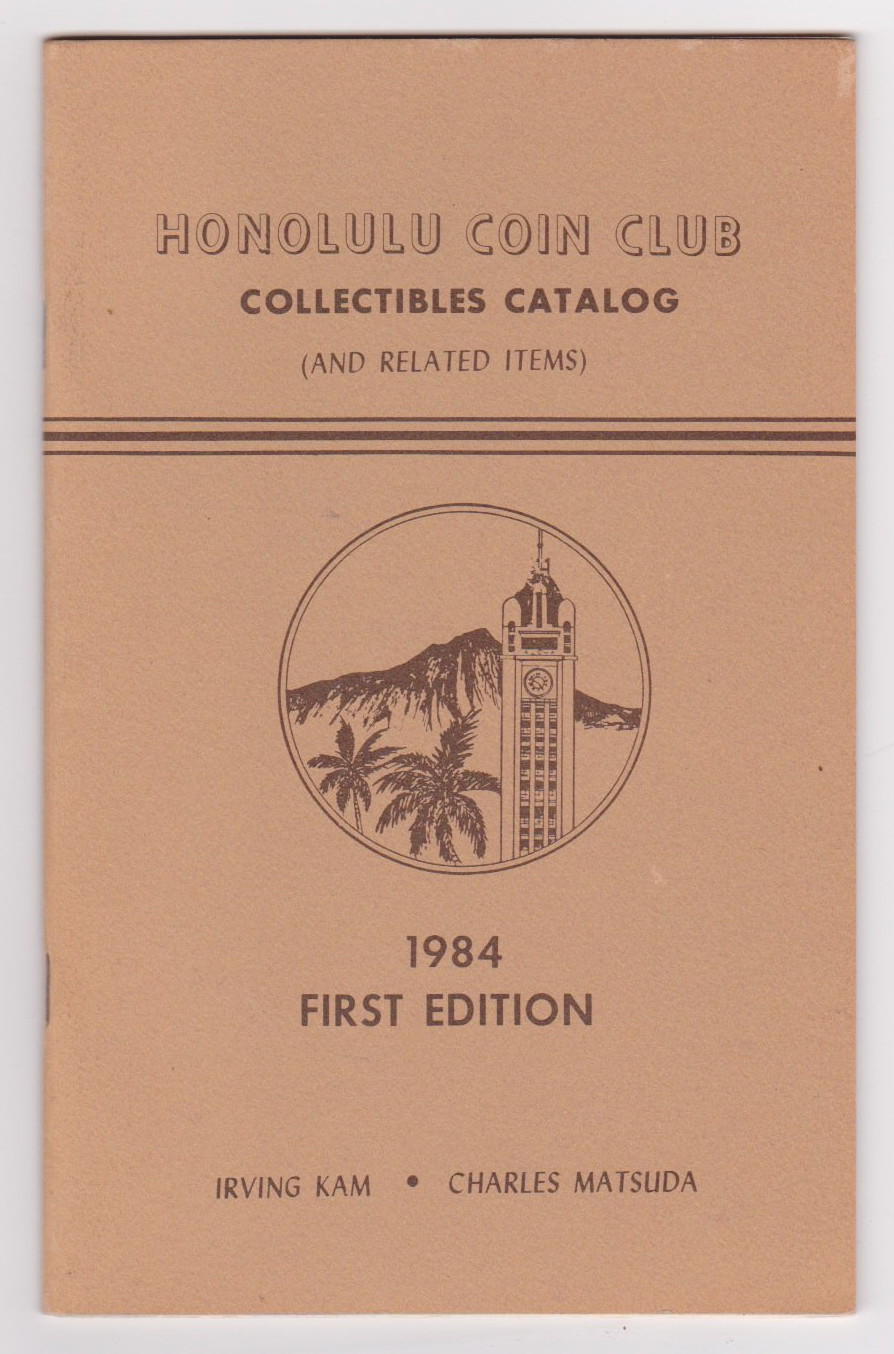 HONOLULU COIN CLUB
COLLECTIBLES CATALOG
(AND RELATED ITEMS)
1984
FIRST EDITION
IRVING KAM • CHARLES MATSUDA